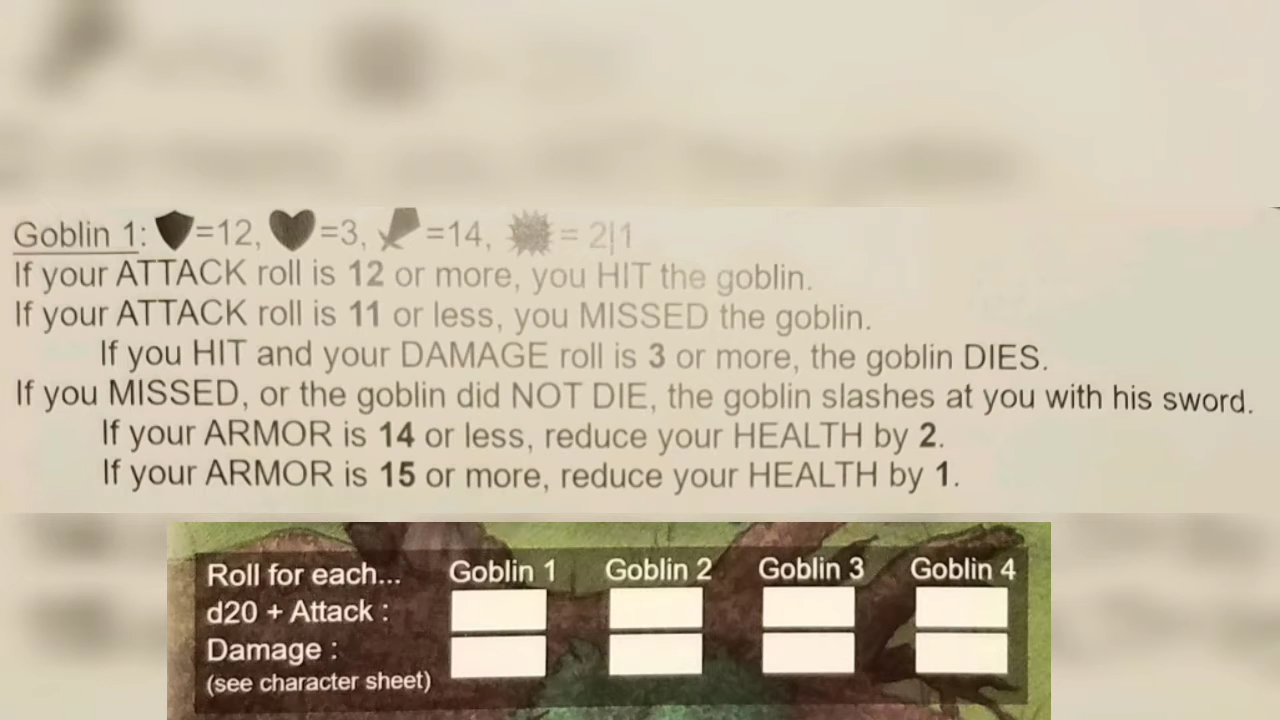 Goblin 1: =12, =3, =14, = 2|1
If your ATTACK roll is 12 or more, you HIT the goblin.
If your ATTACK roll is 11 or less, you MISSED the goblin.
If you HIT and your DAMAGE roll is 3 or more, the goblin DIES.
If you MISSED, or the goblin did NOT DIE, the goblin slashes at you with his sword.
If your ARMOR is 14 or less, reduce your HEALTH by 2.
If your ARMOR is 15 or more, reduce your HEALTH by 1.
Roll for each... Goblin 1 Goblin 2 Goblin 3 Goblin 4
d20 + Attack :
Damage :
(see character sheet)